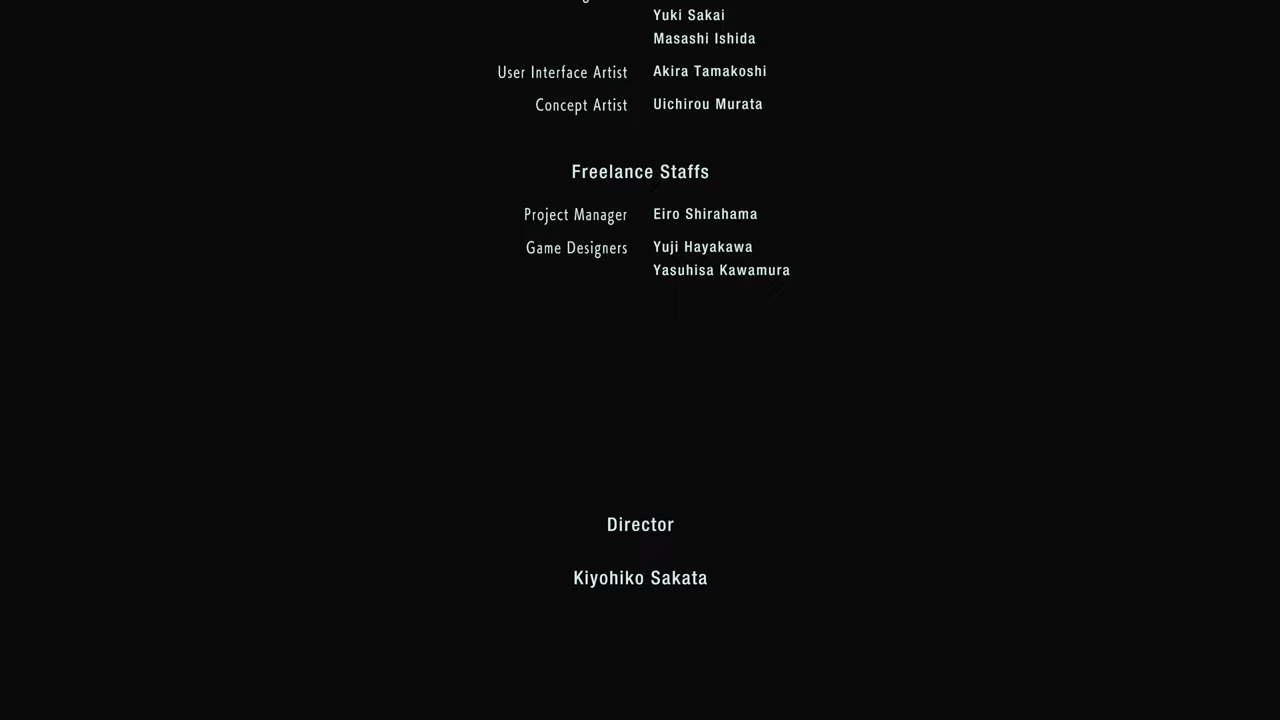 Yuki Sakai
Masashi Ishida
User Interface Artist Akira Tamakoshi
Concept Artist Uichirou Murata
Freelance Staffs
Project Manager Eiro Shirahama
Game Designers Yuji Hayakawa
Yasuhisa Kawamura
Director
Kiyohiko Sakata